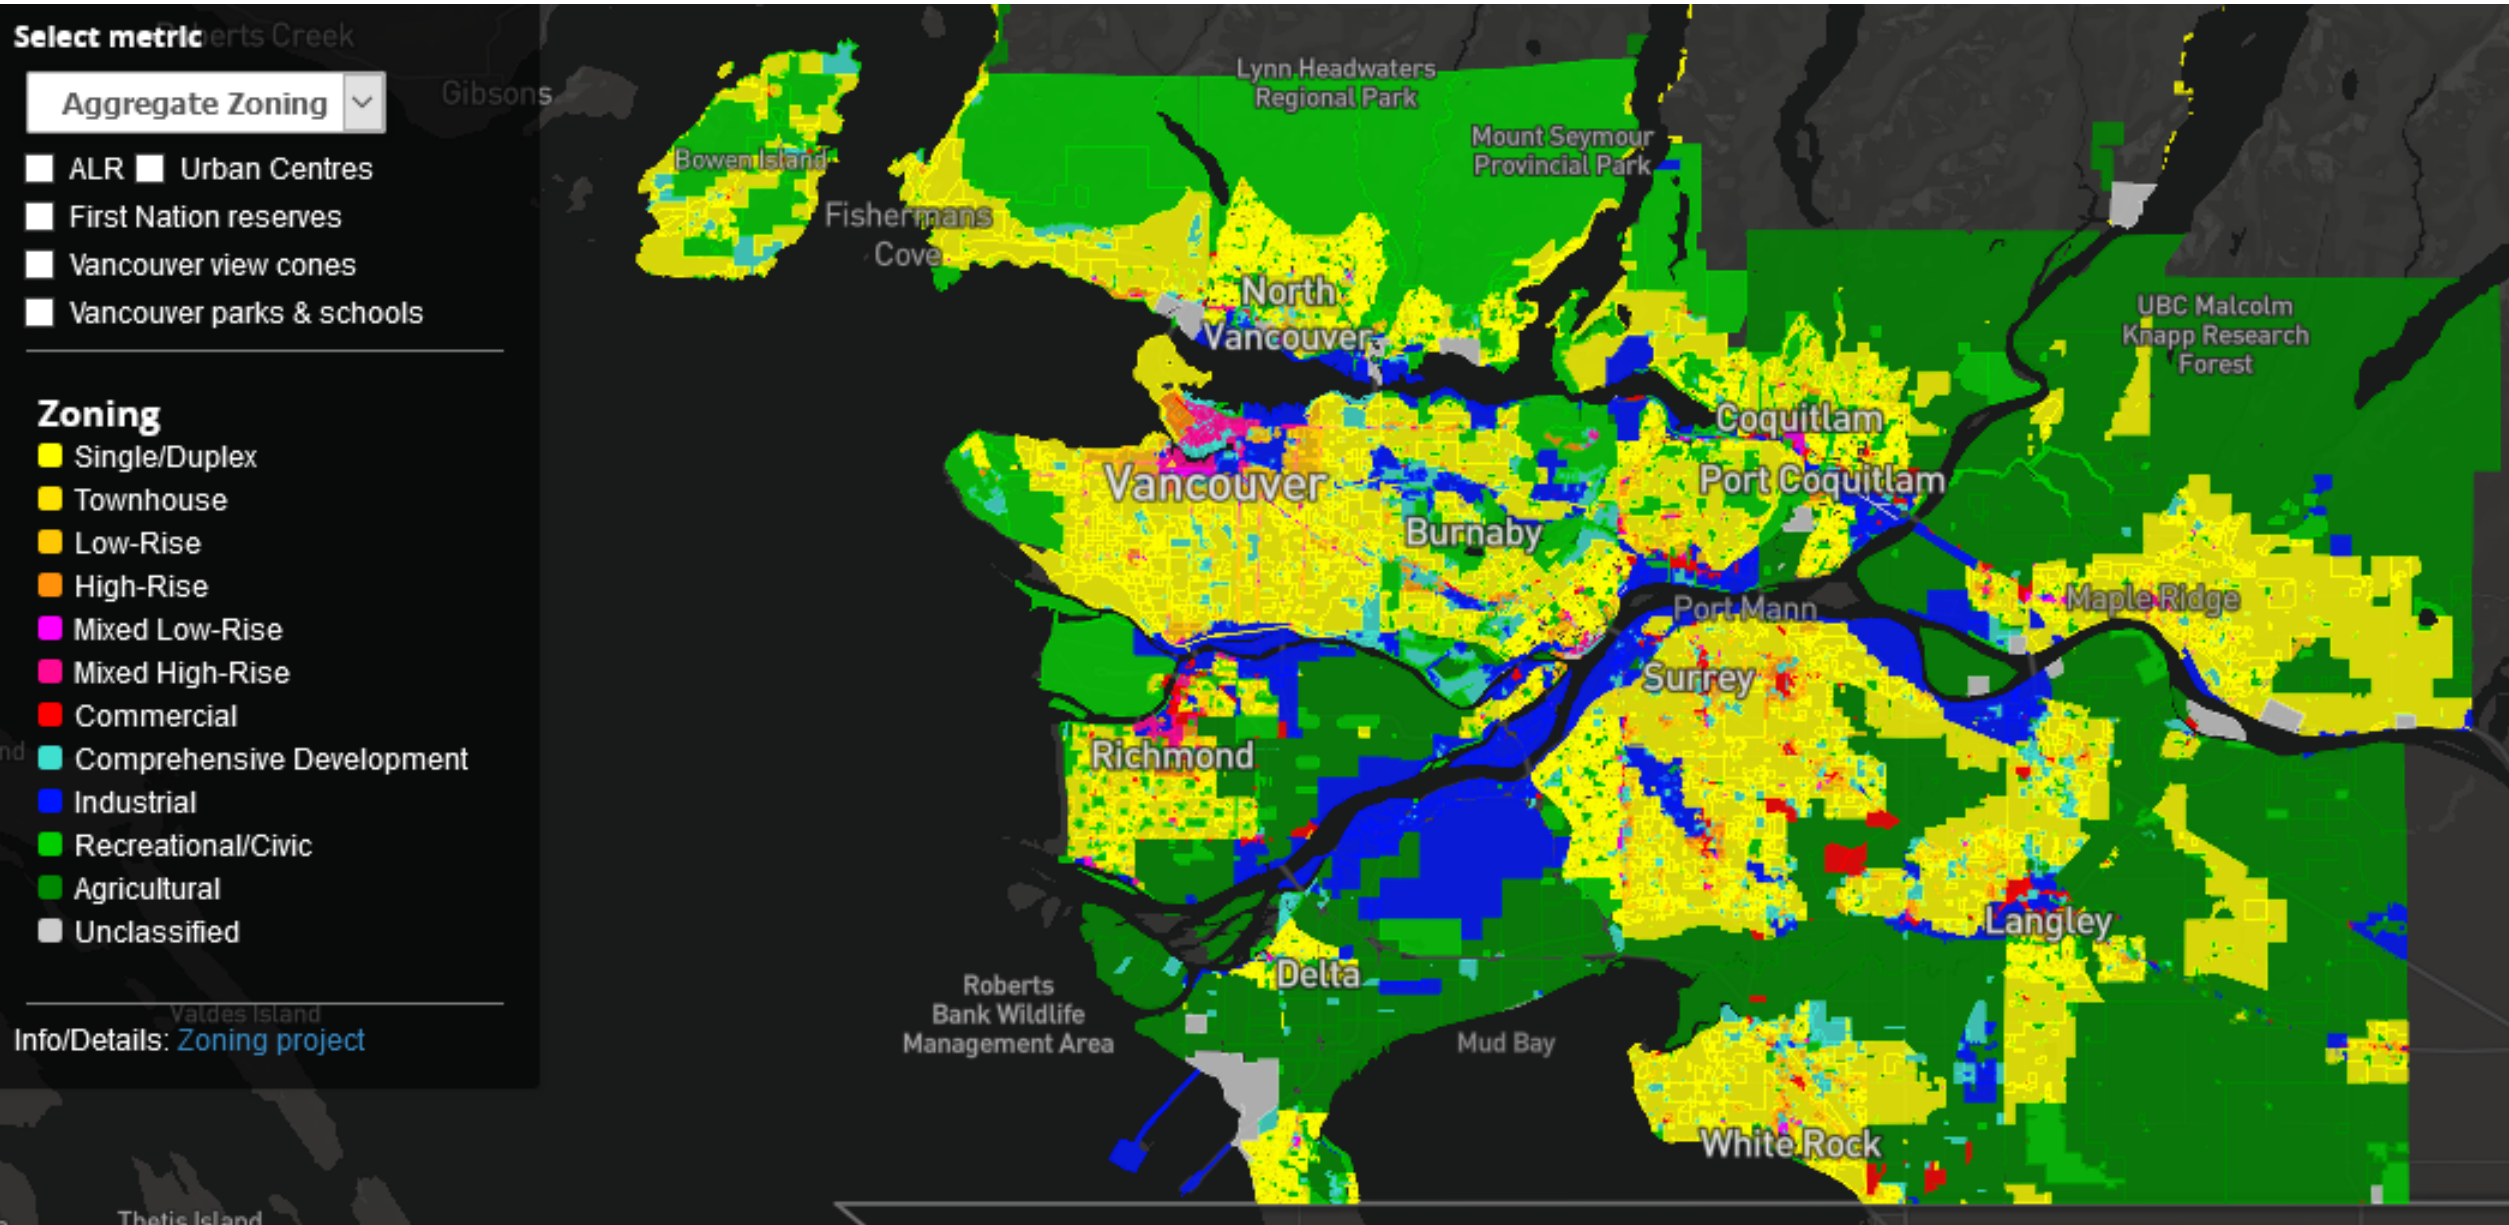 Select metric
Roberts Creek
Aggregate Zoning
Gibsons
ALR
Urban Centres
First Nation reserves
Vancouver view cones
Vancouver parks & schools
Zoning
Single/Duplex
Townhouse
Low-Rise
High-Rise
Mixed Low-Rise
Mixed High-Rise
Commercial
Comprehensive Development
Industrial
Recreational/Civic
Agricultural
Unclassified
Valdes Island
Info/Details: Zoning project
Thetis Island
Lynn Headwaters
Regional Park
Mount Seymour
Provincial Park
Bowen Island
Fishermans
Cove
North
Vancouver
UBC Malcolm
Knapp Research
Forest
Coquitlam
Port Coquitlam
Vancouver
Burnaby
Port Mann
Maple Ridge
Surrey
Richmond
Langley
Delta
Roberts
Bank Wildlife
Management Area
Mud Bay
White Rock